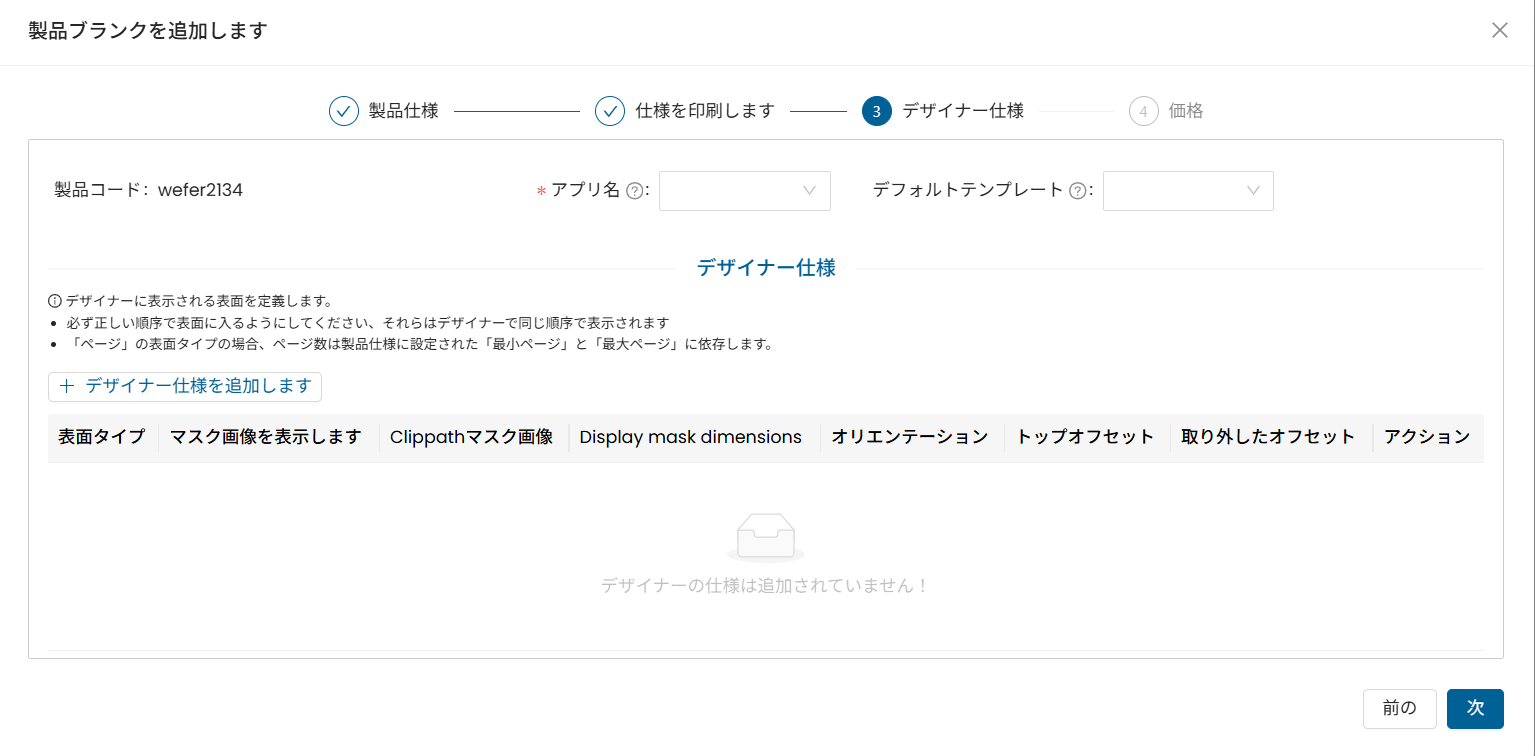 製品ブランクを追加します
製品仕様 仕様を印刷します 3 デザイナー仕様 4 価格
製品コード: wefer2134 * アプリ名 ? : デフォルトテンプレート ? :
デザイナー仕様
デザイナーに表示される表面を定義します。
• 必ず正しい順序で表面に入るようにしてください、それらはデザイナーで同じ順序で表示されます
• 「ページ」の表面タイプの場合、ページ数は製品仕様に設定された「最小ページ」と「最大ページ」に依存します。
+ デザイナー仕様を追加します
表面タイプ マスク画像を表示します Clippathマスク画像 Display mask dimensions オリエンテーション トップオフセット 取り外したオフセット アクション
デザイナーの仕様は追加されていません！
前の 次